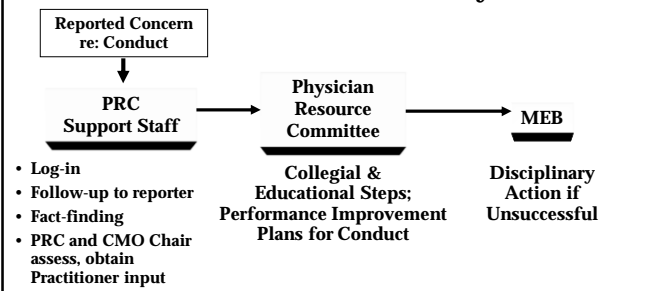 Reported Concern
re: Conduct
PRC
Support Staff
Physician
Resource
Committee
MEB
• Log-in
• Follow-up to reporter
• Fact-finding
• PRC and CMO Chair
assess, obtain
Practitioner input
Collegial &
Educational Steps;
Performance Improvement
Plans for Conduct
Disciplinary
Action if
Unsuccessful